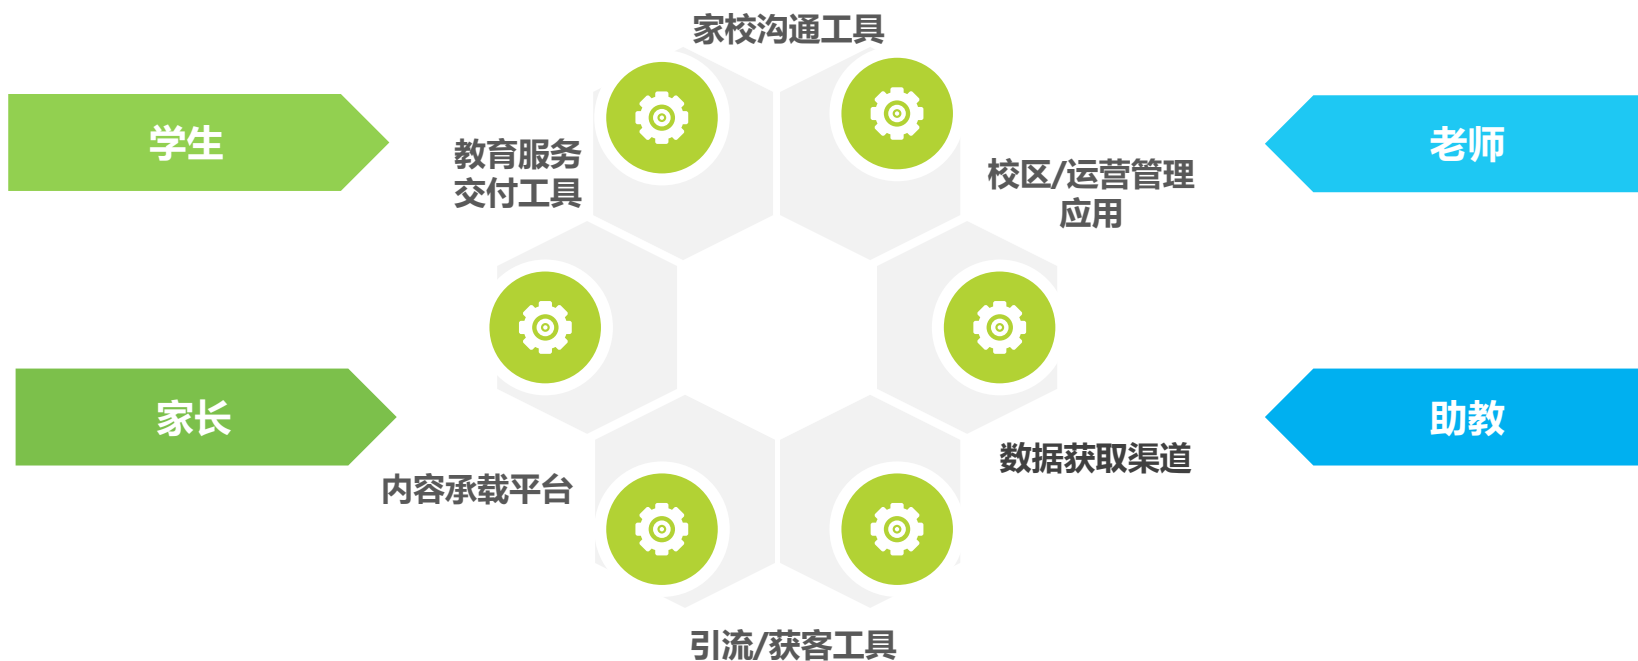 家校沟通工具
学生
教育服务
交付工具
老师
校区/运营管理
应用
家长
内容承载平台
助教
数据获取渠道
引流/获客工具